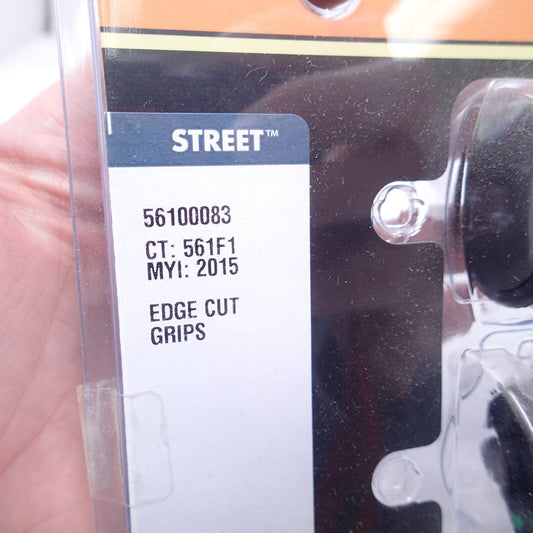 STREET™
56100083
CT: 561F1
MYI: 2015
EDGE CUT
GRIPS